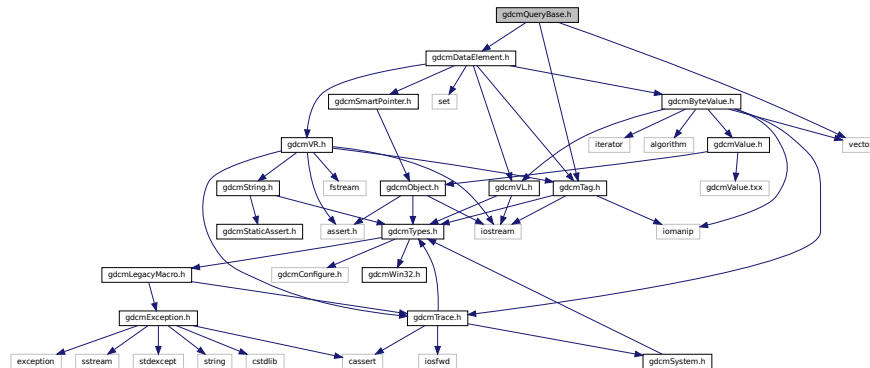 gdcmQueryBase.h
gdcmDataElement.h
gdcmSmartPointer.h
set
gdcmByteValue.h
gdcmVR.h
iterator
algorithm
gdcmValue.h
vecto
gdcmString.h
fstream
gdcmObject.h
gdcmVL.h
gdcmTag.h
gdcmValue.txx
gdcmStaticAssert.h
assert.h
gdcmTypes.h
iostream
iomanip
gdcmLegacyMacro.h
gdcmConfigure.h
gdcmWin32.h
gdcmException.h
gdcmTrace.h
exception
sstream
stdexcept
string
cstdlib
cassert
iosfwd
gdcmSystem.h